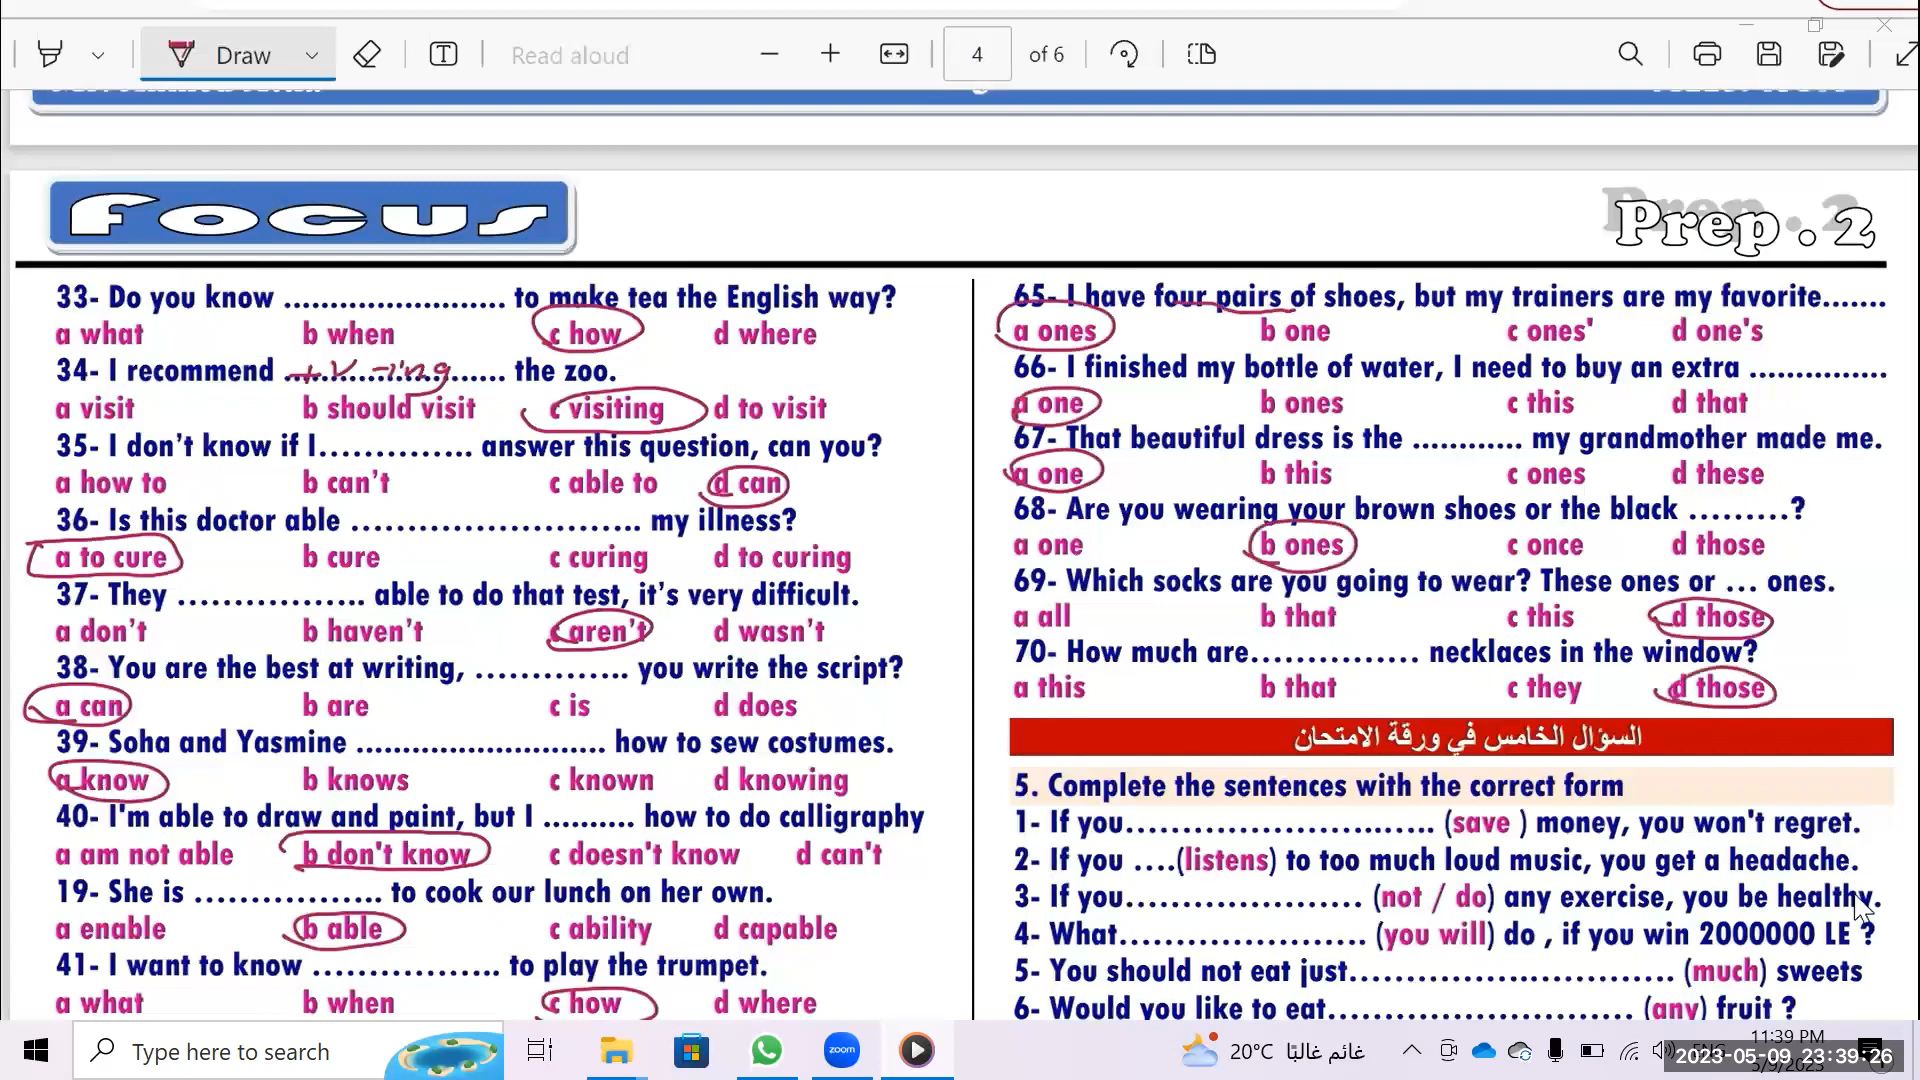 Draw
Read aloud
4
of 6
Focus
Prep . 2
33- Do you know ........................ to make tea the English way?
a what b when c how d where
34- I recommend ........................ the zoo.
a visit b should visit c visiting d to visit
35- I don't know if I.............. answer this question, can you?
a how to b can't c able to d can
36- Is this doctor able .......................... my illness?
a to cure b cure c curing d to curing
37- They ................. able to do that test, it's very difficult.
a don't b haven't c aren't d wasn't
38- You are the best at writing, .............. you write the script?
a can b are c is d does
39- Soha and Yasmine .......................... how to sew costumes.
a know b knows c known d knowing
40- I'm able to draw and paint, but I .......... how to do calligraphy
a am not able b don't know c doesn't know d can't
19- She is ................. to cook our lunch on her own.
a enable b able c ability d capable
41- I want to know ................. to play the trumpet.
a what b when c how d where
65- I have four pairs of shoes, but my trainers are my favorite.......
a ones b one c ones' d one's
66- I finished my bottle of water, I need to buy an extra ...............
a one b ones c this d that
67- That beautiful dress is the ............ my grandmother made me.
a one b this c ones d these
68- Are you wearing your brown shoes or the black .........?
a one b ones c once d those
69- Which socks are you going to wear? These ones or ... ones.
a all b that c this d those
70- How much are............... necklaces in the window?
a this b that c they d those
السؤال الخامس في ورقة الامتحان
5. Complete the sentences with the correct form
1- If you............................. (save ) money, you won't regret.
2- If you ....(listens) to too much loud music, you get a headache.
3- If you..................... (not / do) any exercise, you be healthy.
4- What...................... (you will) do , if you win 2000000 LE ?
5- You should not eat just............................. (much) sweets
6- Would you like to eat........................... (any) fruit ?
Type here to search
zoom
20°C غائم غالبًا
11:39 PM
2023-05-09 23:39:26